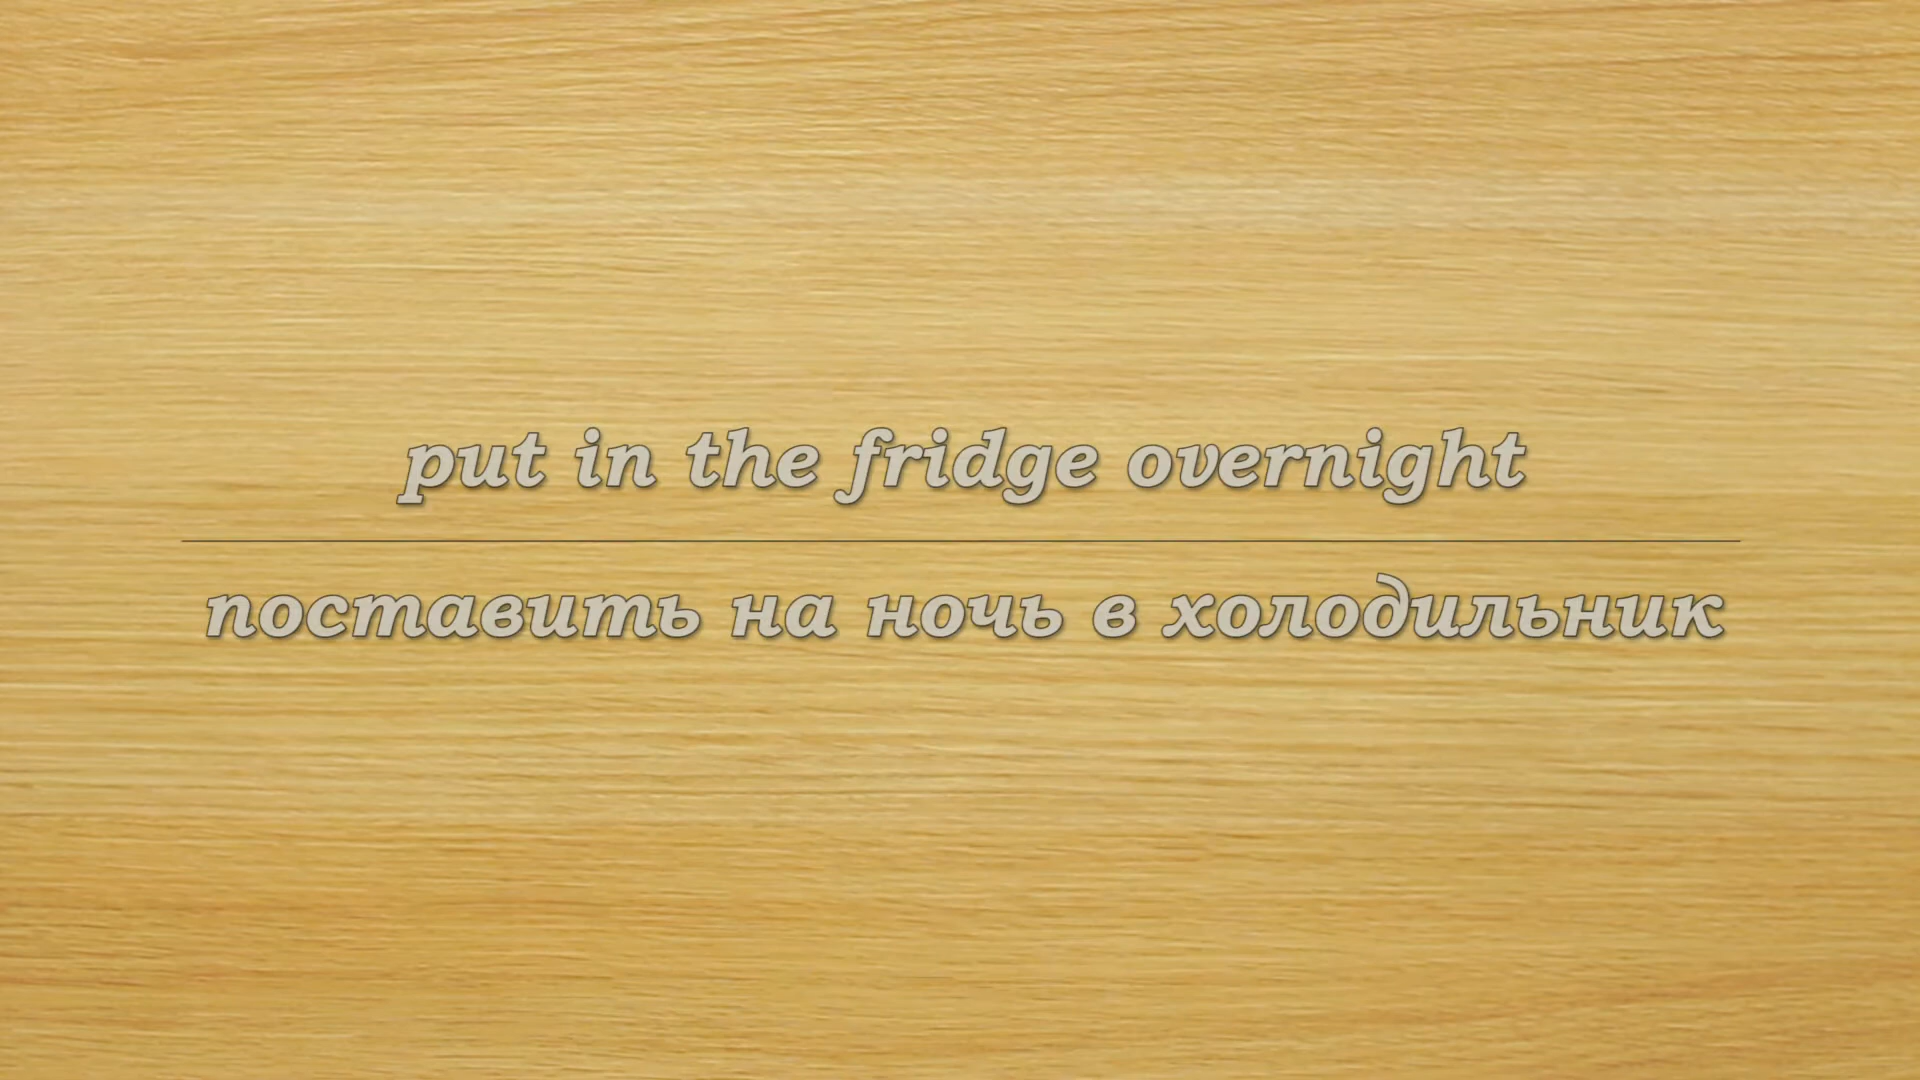 put in the fridge overnight
поставить на ночь в холодильник